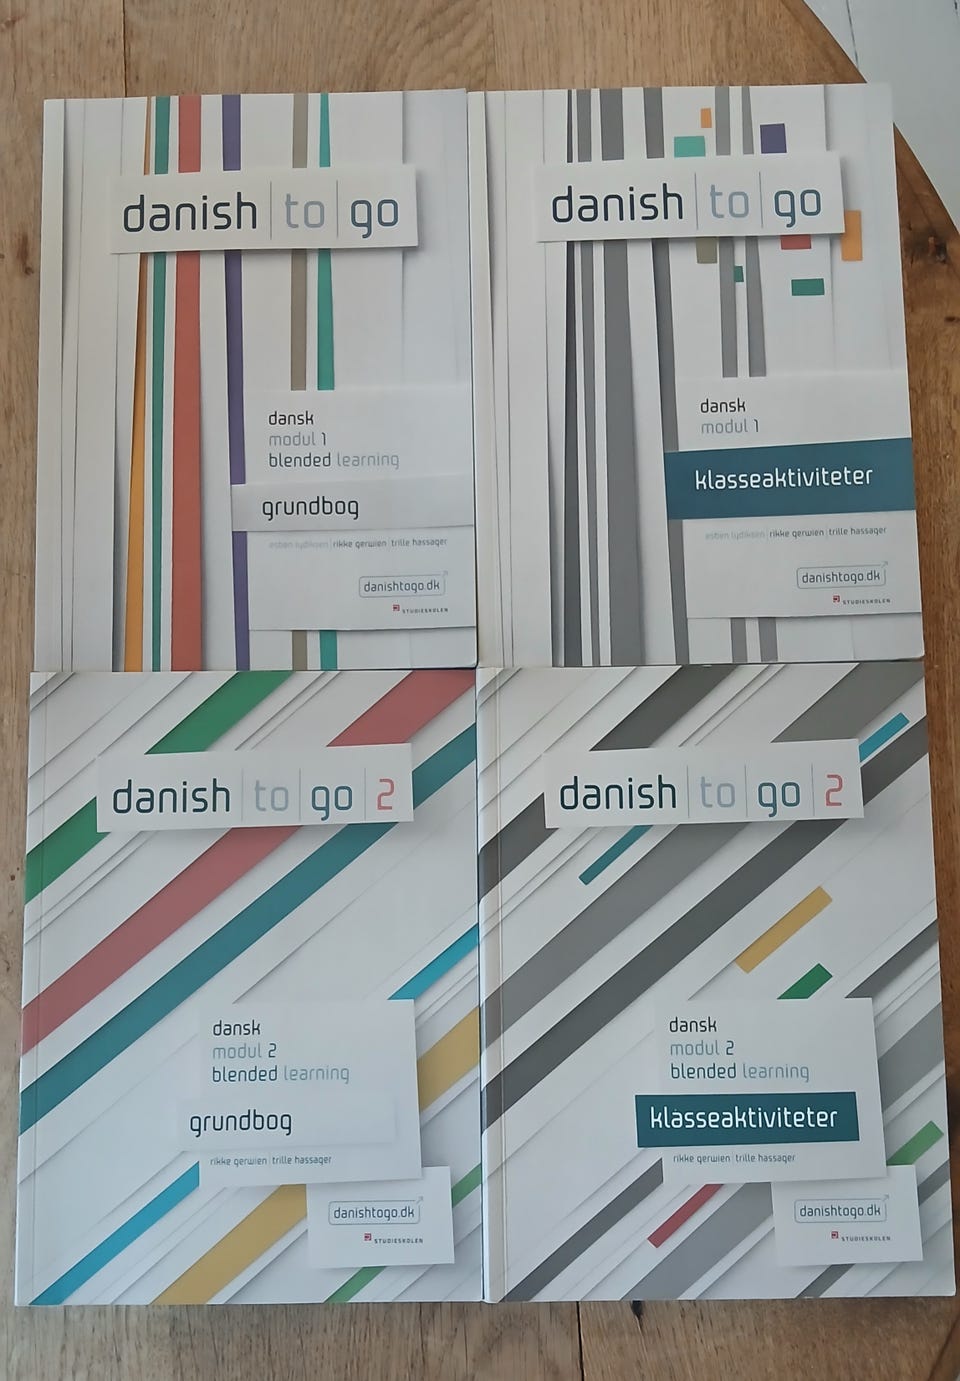 danish to go
dansk
modul 1
blended learning
grundbog
esben lydiksen | rikke gerwien | trille hassager
danishtogo.dk
STUDIESKOLEN
danish to go
dansk
modul 1
klasseaktiviteter
esben lydiksen | rikke gerwien | trille hassager
danishtogo.dk
STUDIESKOLEN
danish to go 2
dansk
modul 2
blended learning
grundbog
rikke gerwien | trille hassager
danishtogo.dk
STUDIESKOLEN
danish to go 2
dansk
modul 2
blended learning
klasseaktiviteter
rikke gerwien | trille hassager
danishtogo.dk
STUDIESKOLEN